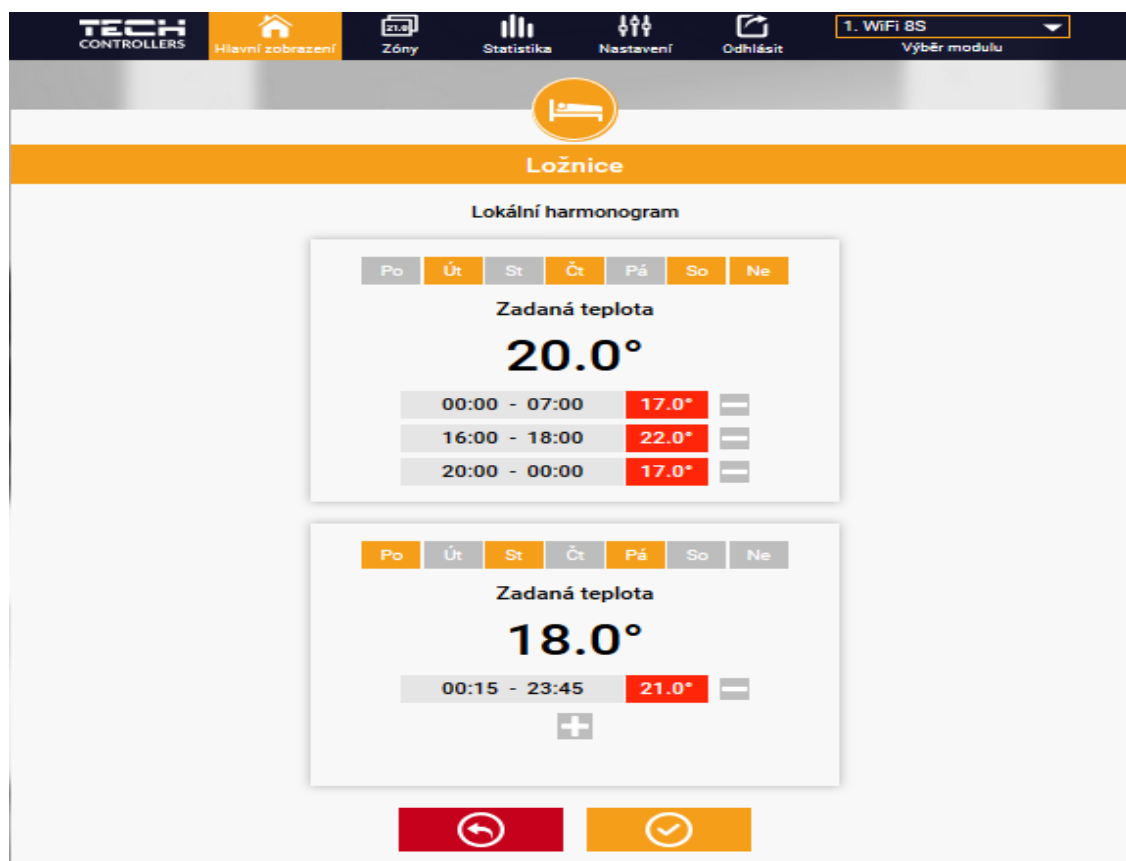 TECH
CONTROLLERS
Hlavní zobrazení
21.0
Zóny
Statistika
Nastavení
Odhlásit
1. WiFi 8S
Výběr modulu
Ložnice
Lokální harmonogram
Po Út St Čt Pá So Ne
Zadaná teplota
20.0°
00:00 - 07:00 17.0°
16:00 - 18:00 22.0°
20:00 - 00:00 17.0°
Po Út St Čt Pá So Ne
Zadaná teplota
18.0°
00:15 - 23:45 21.0°